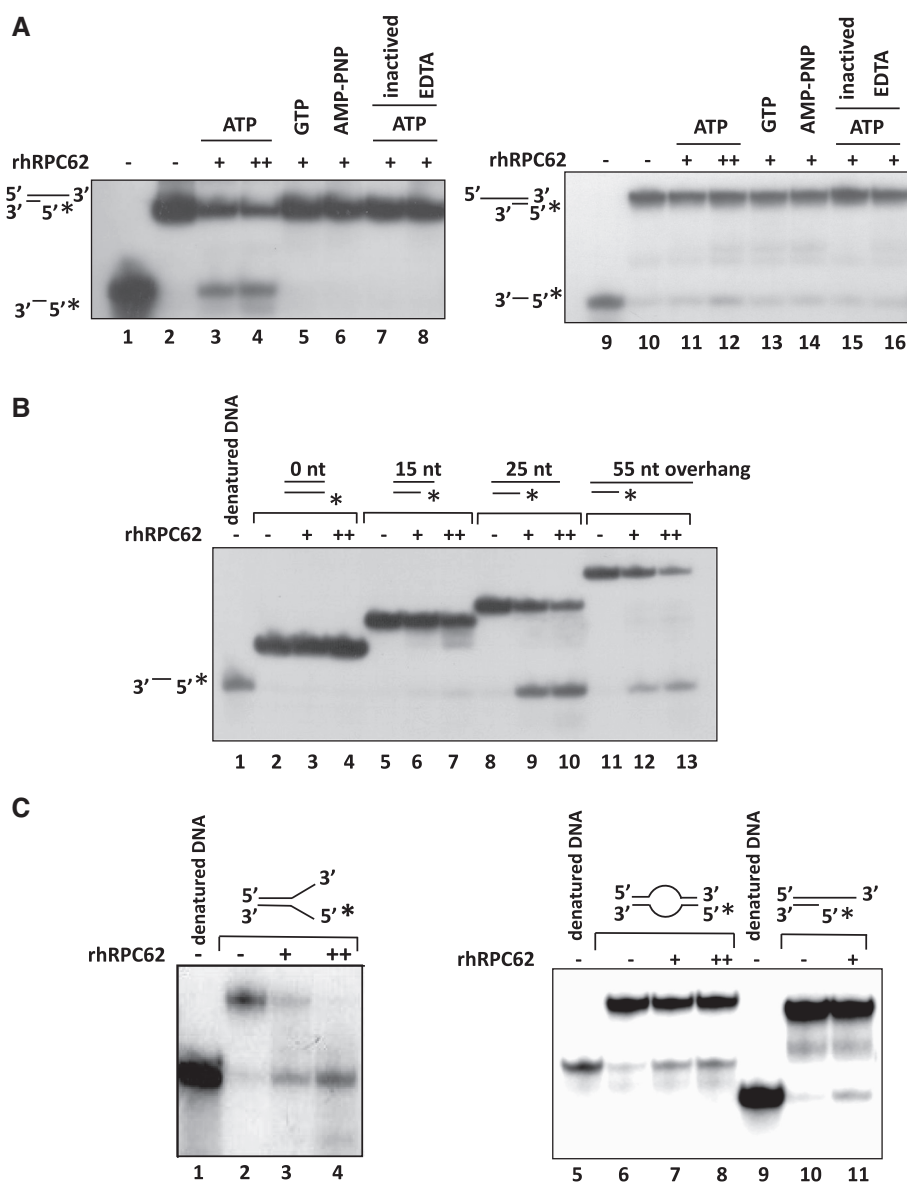 A
GTP
AMP-PNP
inactived
EDTA
ATP
ATP
rhRPC62 - - + ++ + + + +
5' 3'
3' 5'*
3' 5'*
1 2 3 4 5 6 7 8
GTP
AMP-PNP
inactived
EDTA
ATP
ATP
rhRPC62 - - + ++ + + + +
5' 3'
3' 5'*
3' 5'*
9 10 11 12 13 14 15 16
B
denatured DNA
0 nt 15 nt 25 nt 55 nt overhang
* * * *
rhRPC62 - - + ++ - + ++ - + ++ - + ++
3' 5'*
1 2 3 4 5 6 7 8 9 10 11 12 13
C
denatured DNA
3'
5'
3' 5'*
rhRPC62 - - + ++
1 2 3 4
denatured DNA
5' 3'
3' 5'*
denatured DNA
5' 3'
3' 5'*
rhRPC62 - - + ++ - - +
5 6 7 8 9 10 11